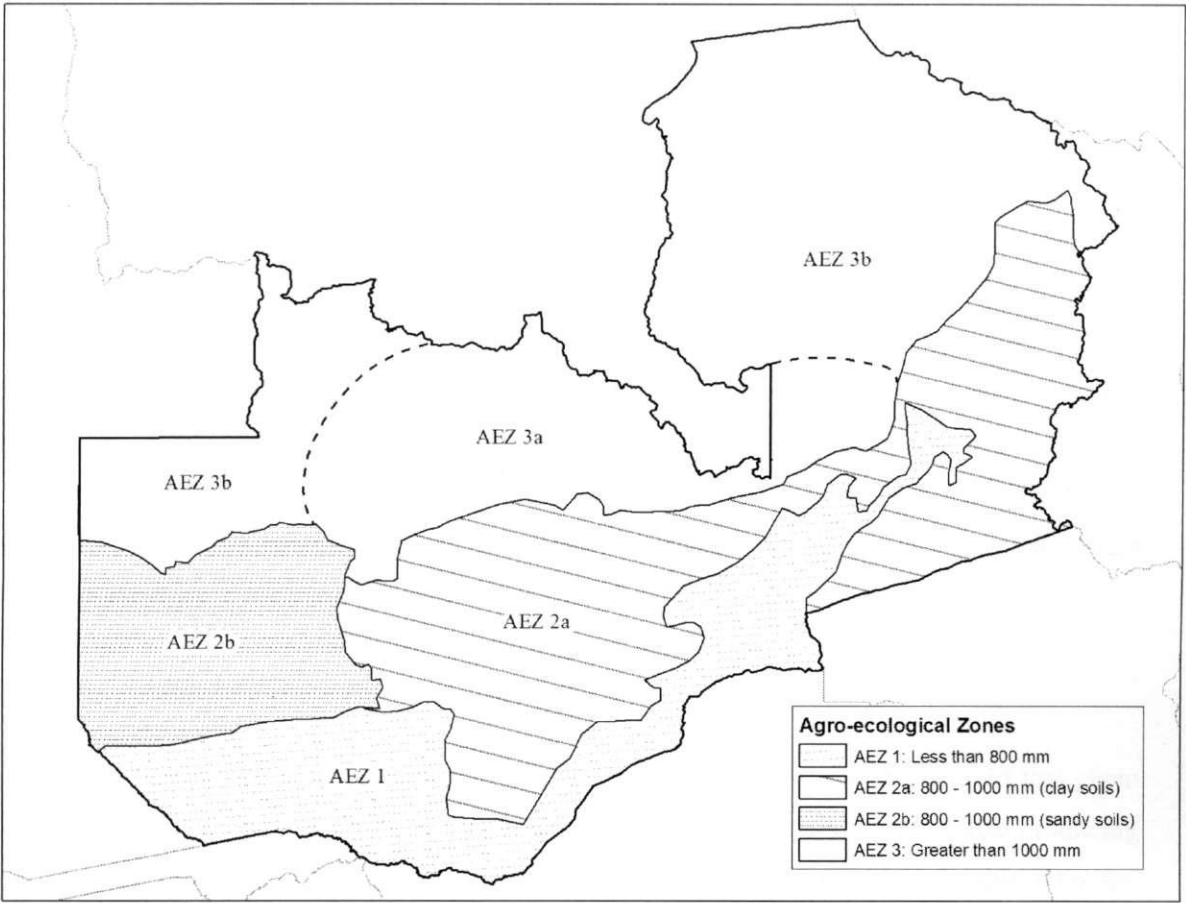 AEZ 3b
AEZ 3a
AEZ 3b
AEZ 2a
AEZ 2b
AEZ 1
Agro-ecological Zones
AEZ 1: Less than 800 mm
AEZ 2a: 800 - 1000 mm (clay soils)
AEZ 2b: 800 - 1000 mm (sandy soils)
AEZ 3: Greater than 1000 mm